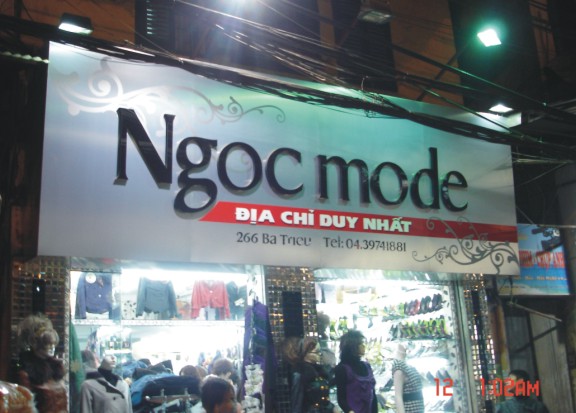 Ngoc mode
ĐỊA CHỈ DUY NHẤT
266 Ba Trieu Tel: 04.39741881
12 1:02AM